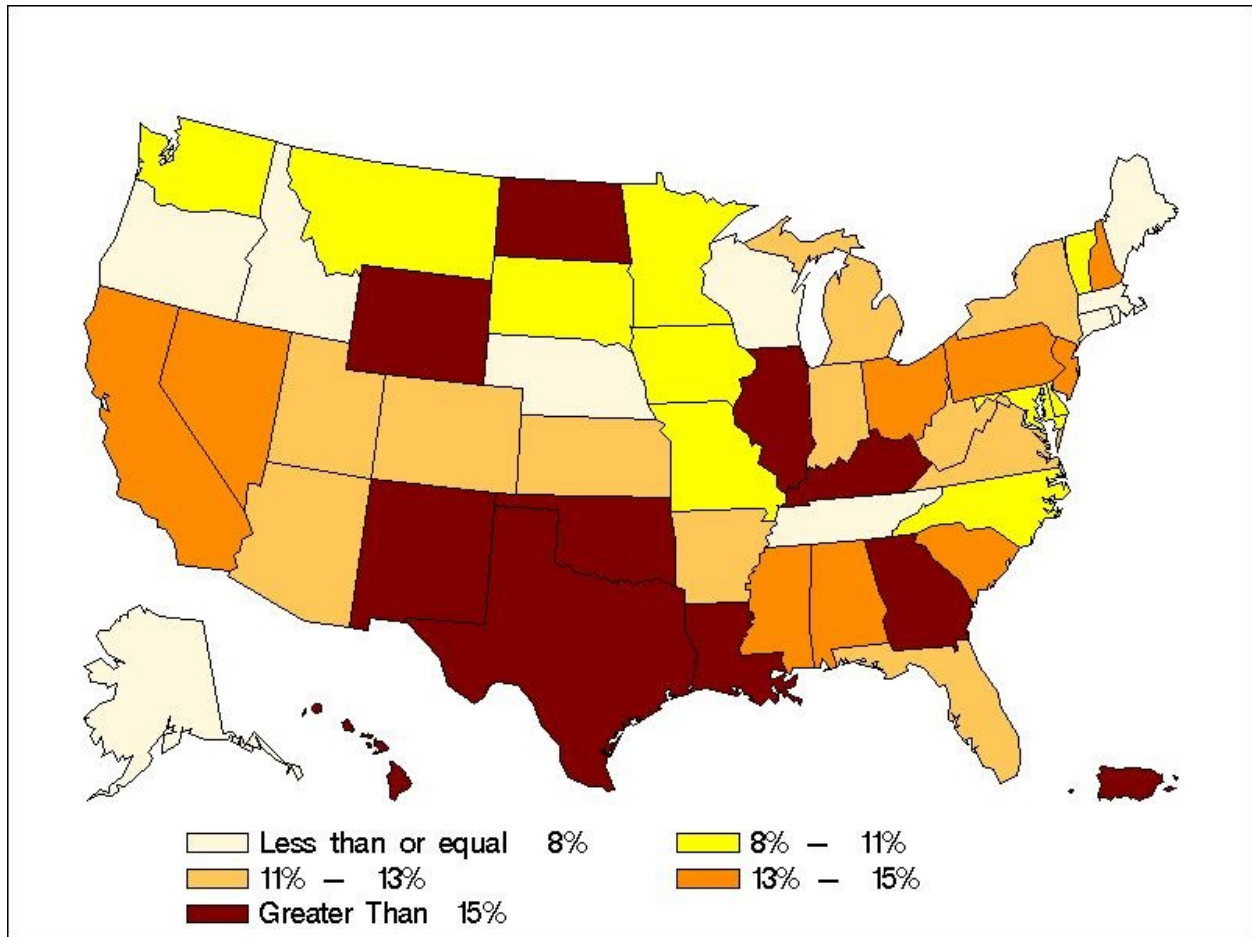 Less than or equal 8% 8% – 11%
11% – 13% 13% – 15%
Greater Than 15%